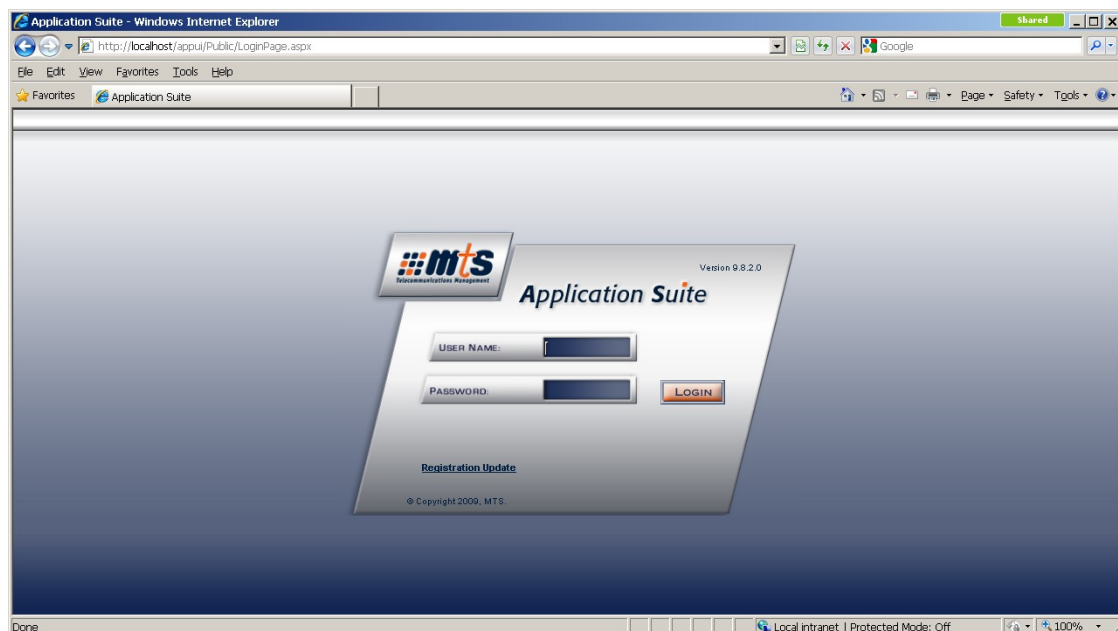 Application Suite - Windows Internet Explorer
Shared
http://localhost/appui/Public/LoginPage.aspx
Google
File Edit View Favorites Tools Help
Favorites
Application Suite
Page Safety Tools
mts
Telecommunications Management
Version 9.8.2.0
Application Suite
USER NAME:
PASSWORD:
LOGIN
Registration Update
© Copyright 2009, MTS.
Done
Local intranet | Protected Mode: Off
100%